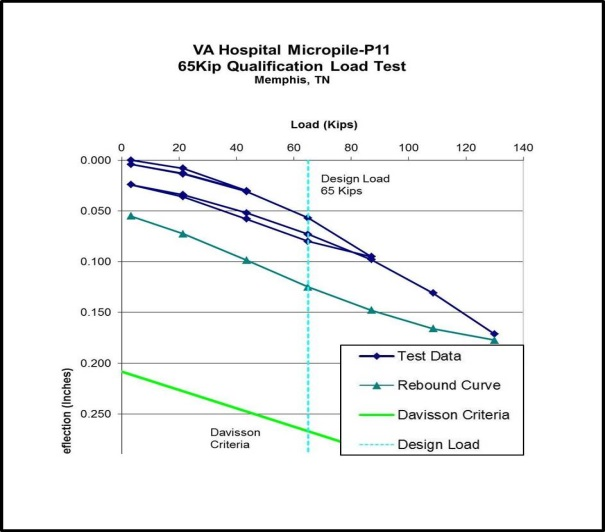 VA Hospital Micropile-P11
65Kip Qualification Load Test
Memphis, TN
Load (Kips)
0 20 40 60 80 100 120 140
0.000
0.050
0.100
0.150
0.200
0.250
eflection (Inches)
Design Load
65 Kips
Davisson
Criteria
Test Data
Rebound Curve
Davisson Criteria
Design Load